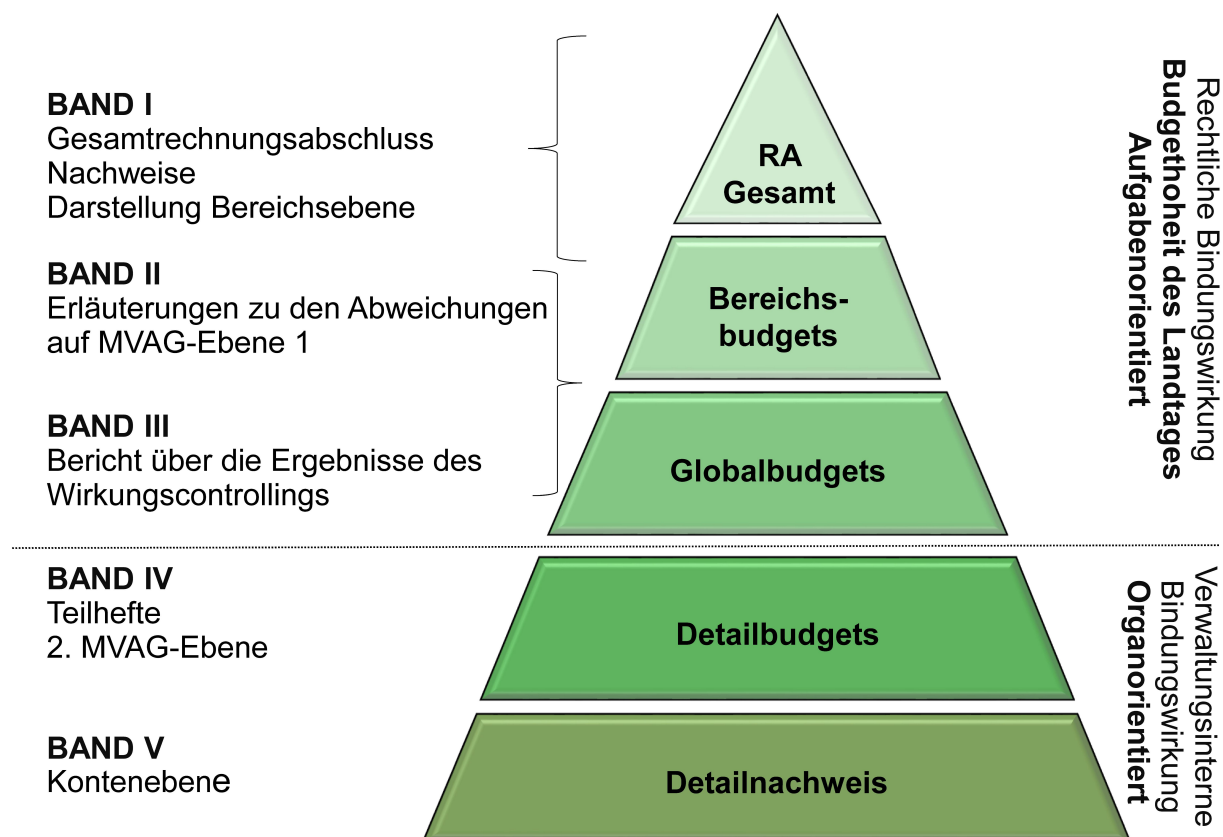 BAND I
Gesamtrechnungsabschluss
Nachweise
Darstellung Bereichsebene
BAND II
Erläuterungen zu den Abweichungen
auf MVAG-Ebene 1
BAND III
Bericht über die Ergebnisse des
Wirkungscontrollings
BAND IV
Teilhefte
2. MVAG-Ebene
BAND V
Kontenebene
RA
Gesamt
Bereichs-
budgets
Globalbudgets
Detailbudgets
Detailnachweis
Rechtliche Bindungswirkung
Budgethoheit des Landtages
Aufgabenorientiert
Verwaltungsinterne
Bindungswirkung
Organorientiert